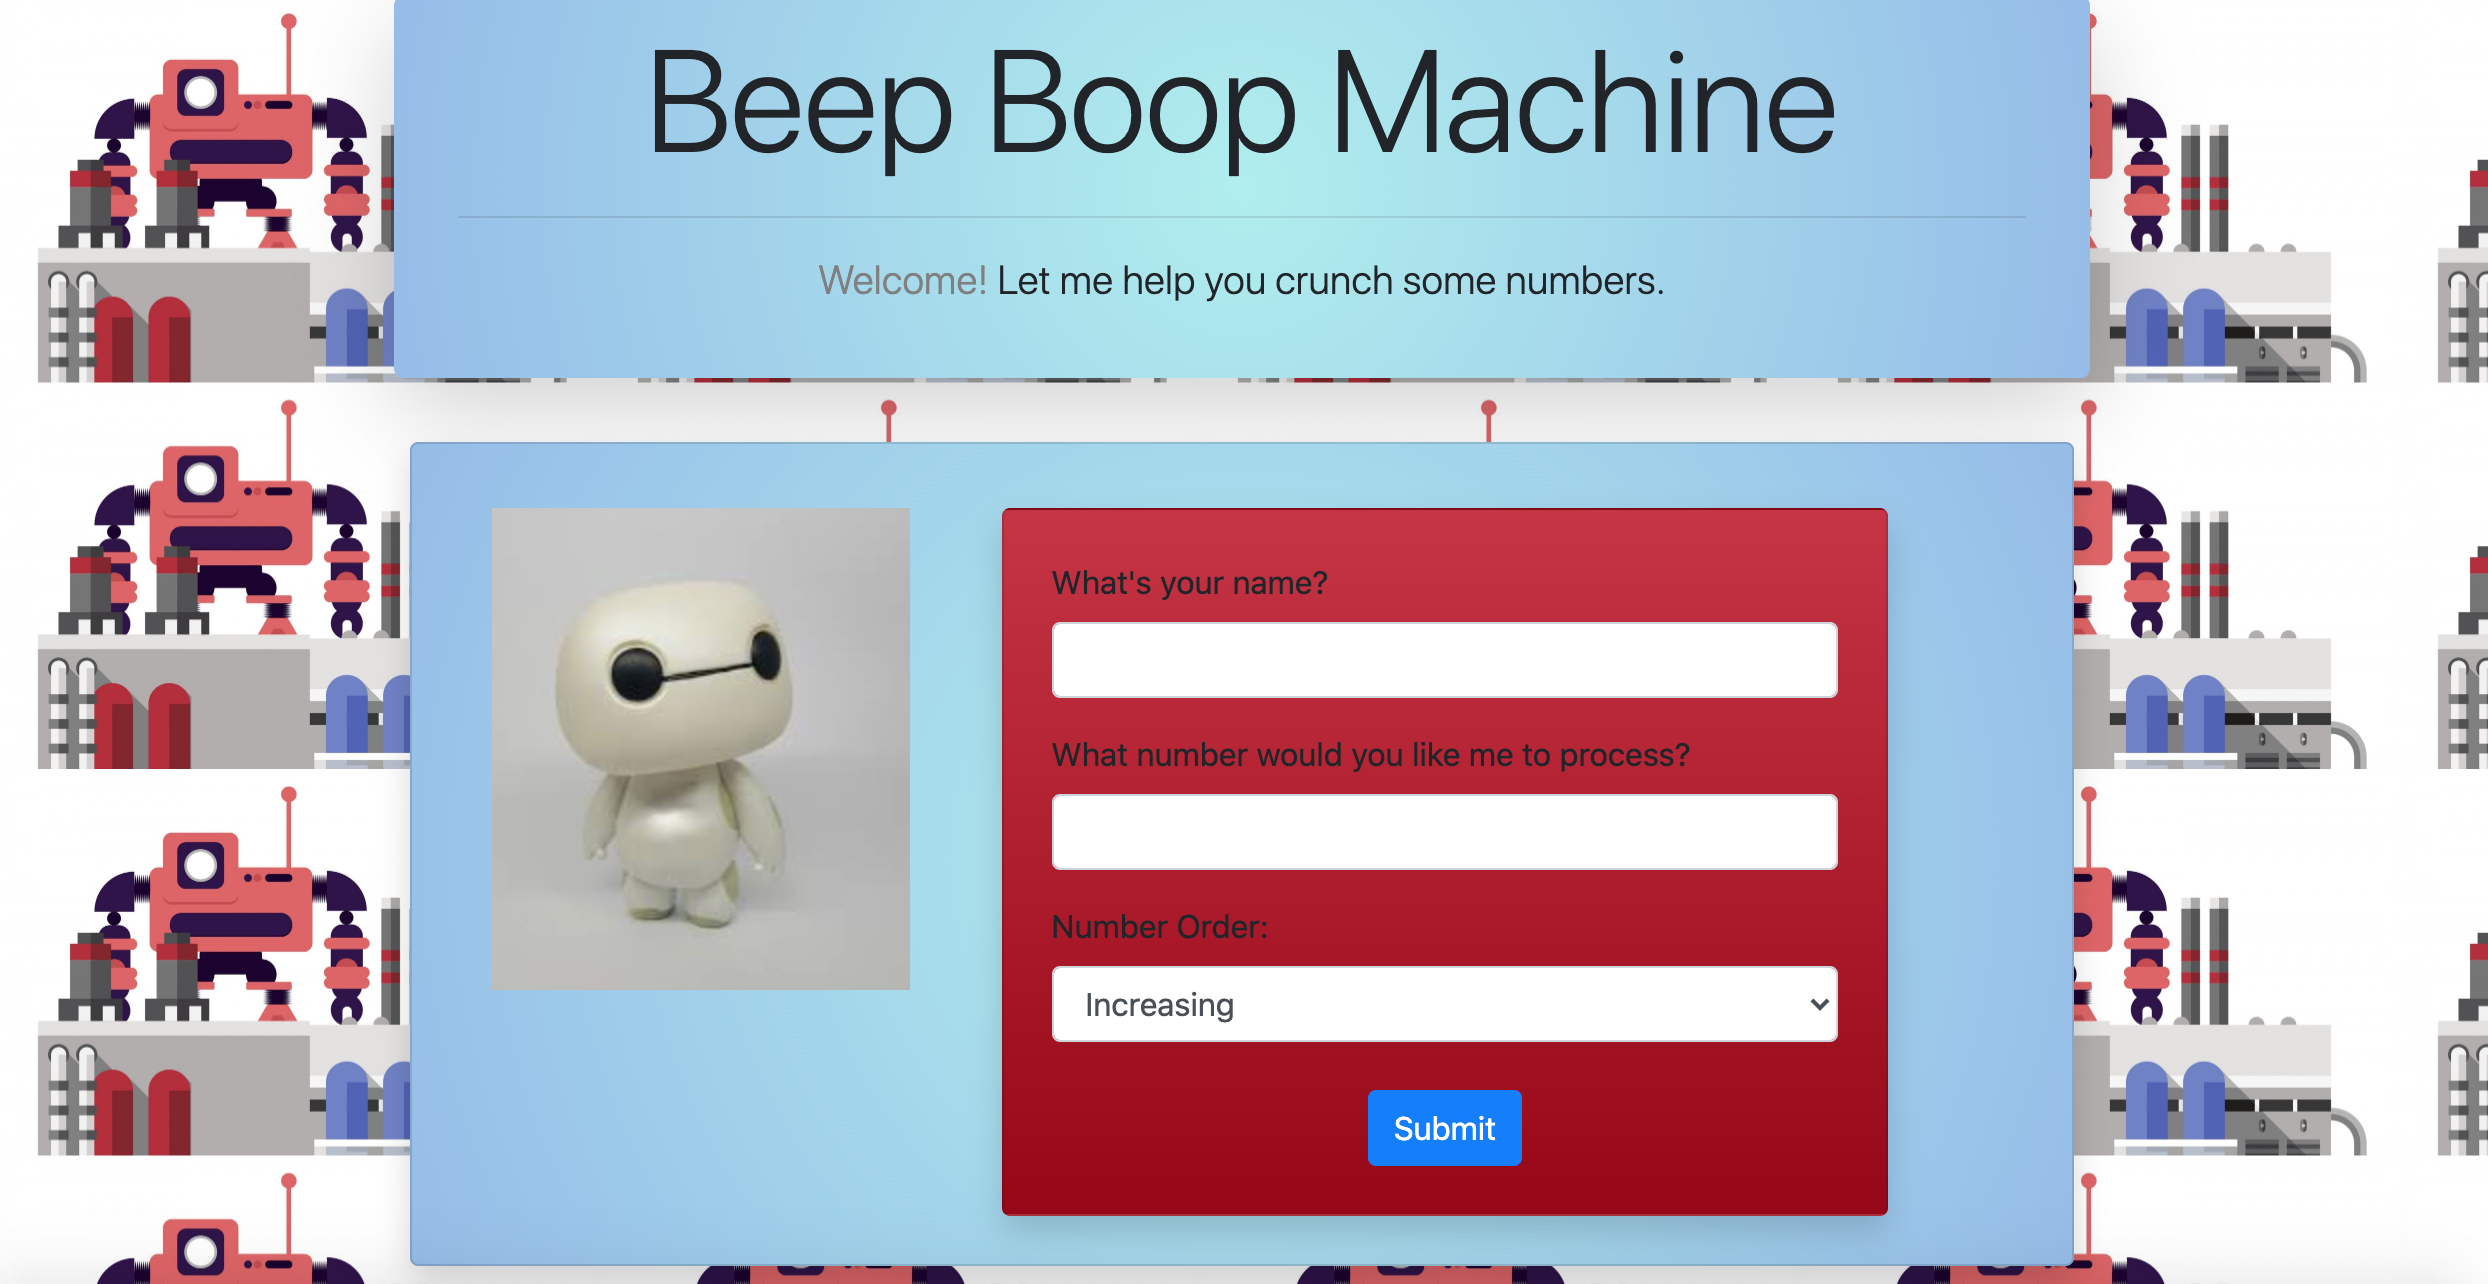 Beep Boop Machine
Welcome! Let me help you crunch some numbers.
What's your name?
What number would you like me to process?
Number Order:
Increasing
Submit